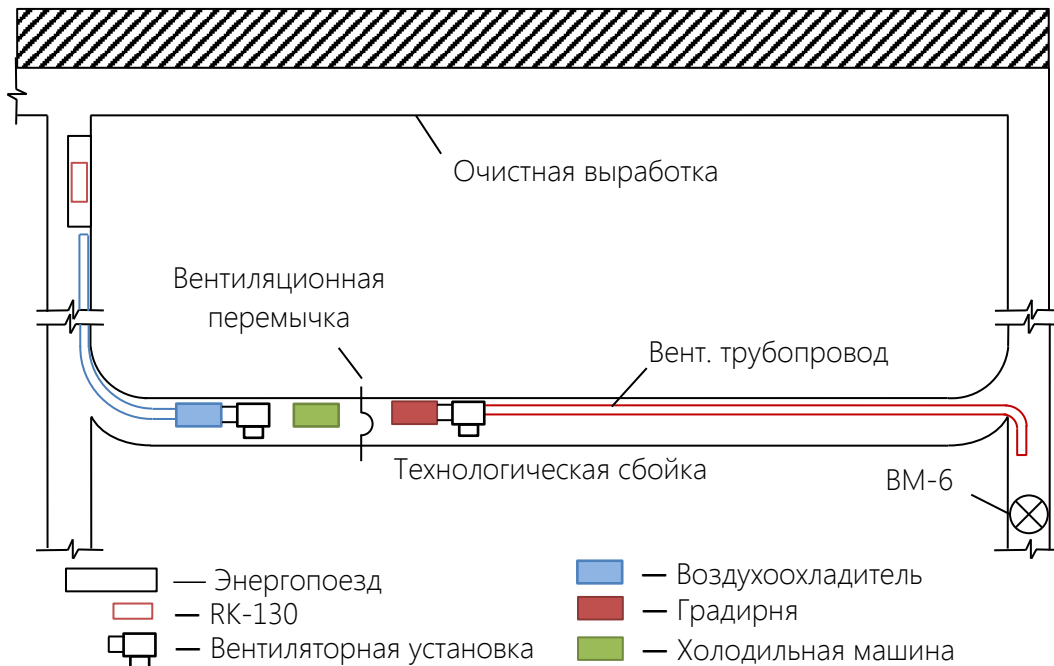 Очистная выработка
Вентиляционная
перемычка
Вент. трубопровод
Технологическая сбойка
ВМ-6
— Энергопоезд
— RK-130
— Вентиляторная установка
— Воздухоохладитель
— Градирня
— Холодильная машина